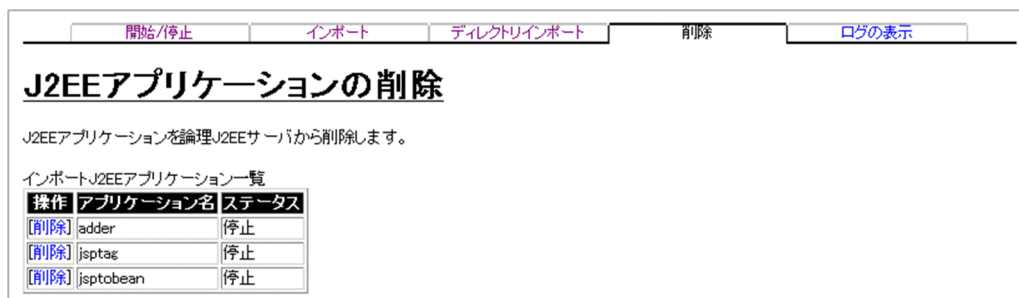 開始/停止 インポート ディレクトリインポート 削除 ログの表示
J2EEアプリケーションの削除
J2EEアプリケーションを論理J2EEサーバから削除します。
インポートJ2EEアプリケーション一覧
操作 アプリケーション名 ステータス
[削除] adder 停止
[削除] jsptag 停止
[削除] jsptobean 停止